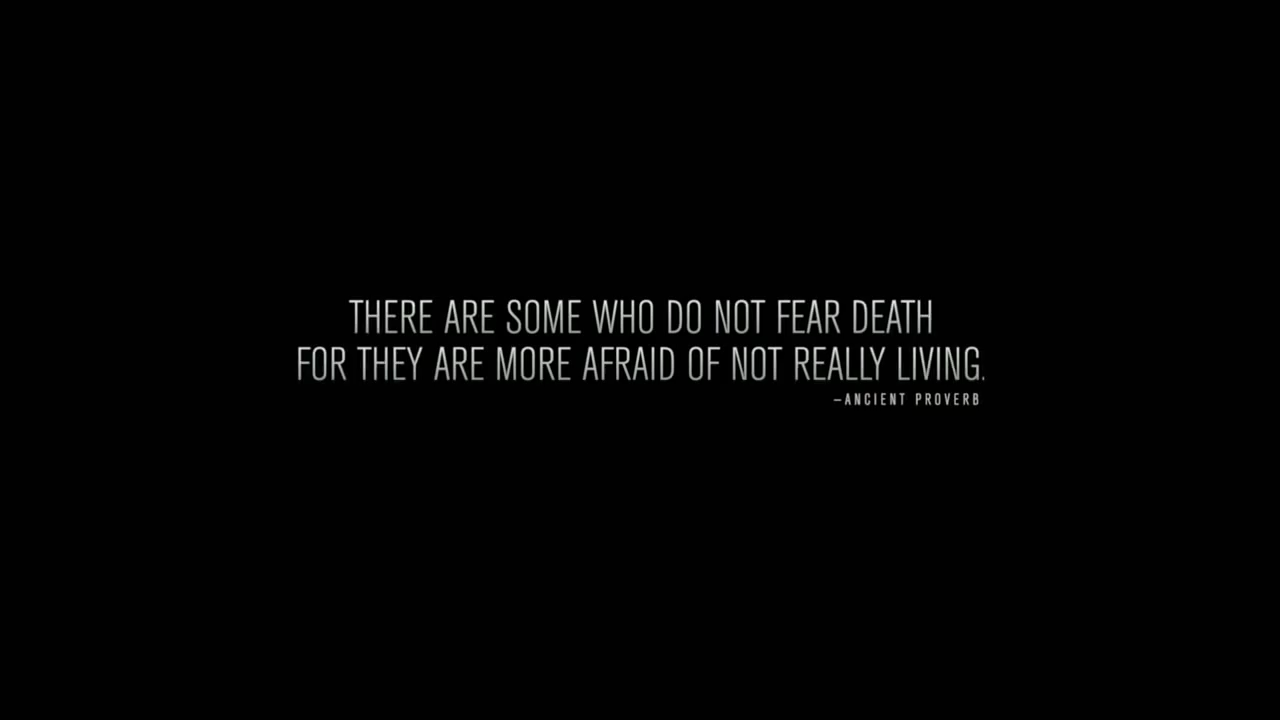 THERE ARE SOME WHO DO NOT FEAR DEATH
FOR THEY ARE MORE AFRAID OF NOT REALLY LIVING.
–ANCIENT PROVERB